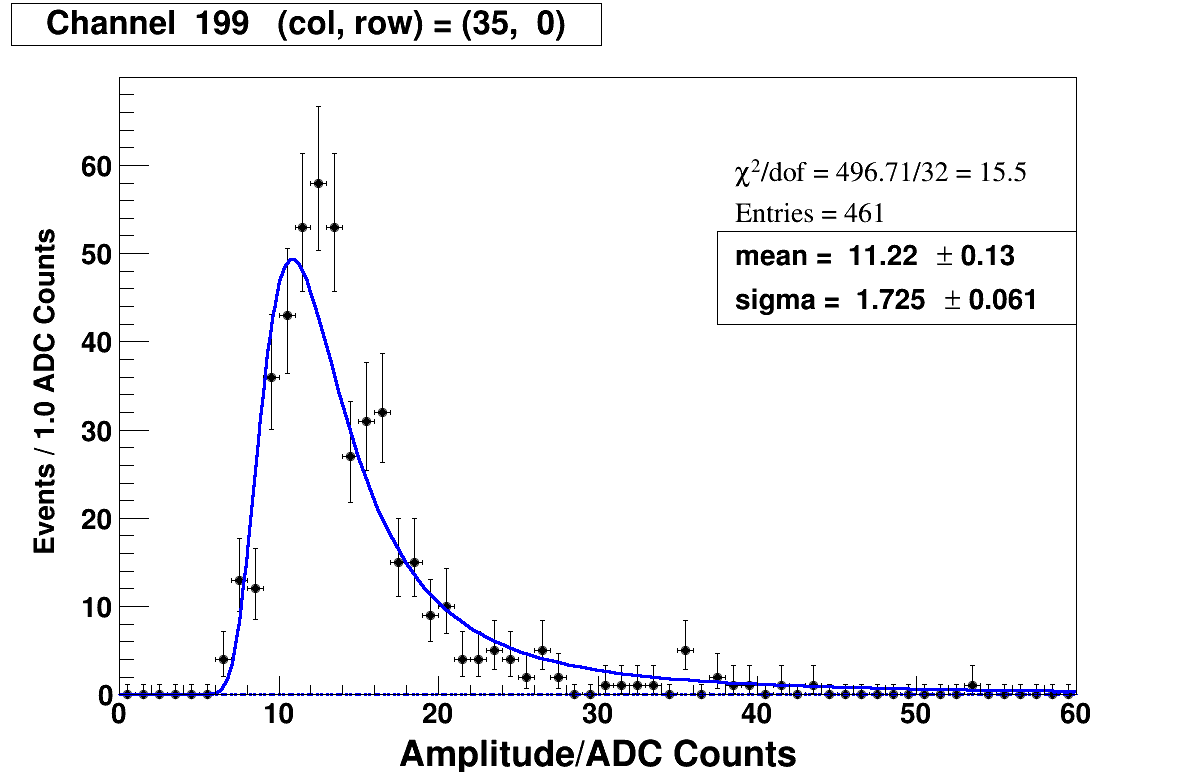 Channel 199 (col, row) = (35, 0)
χ²/dof = 496.71/32 = 15.5
Entries = 461
mean = 11.22 ± 0.13
sigma = 1.725 ± 0.061
Events / 1.0 ADC Counts
60
50
40
30
20
10
0
0 10 20 30 40 50 60
Amplitude/ADC Counts